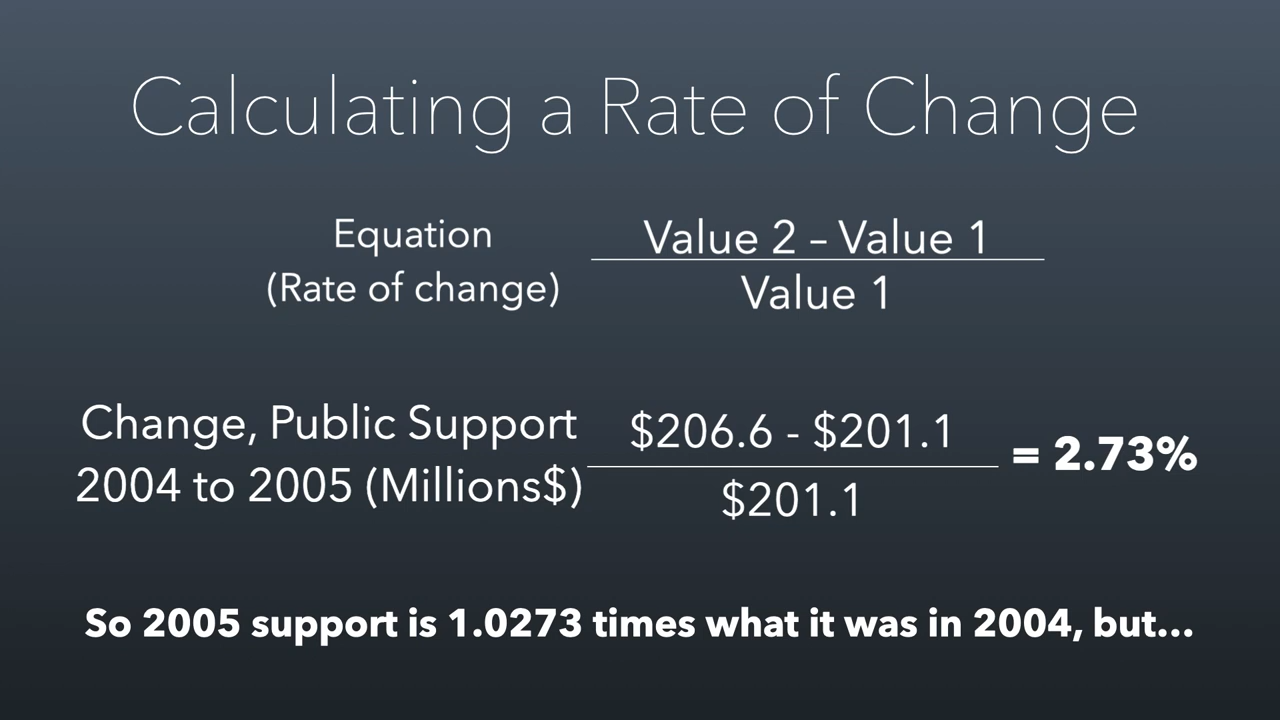 Calculating a Rate of Change
Equation
(Rate of change)
Value 2 – Value 1
Value 1
Change, Public Support
2004 to 2005 (Millions$)
$206.6 - $201.1
$201.1
= 2.73%
So 2005 support is 1.0273 times what it was in 2004, but...